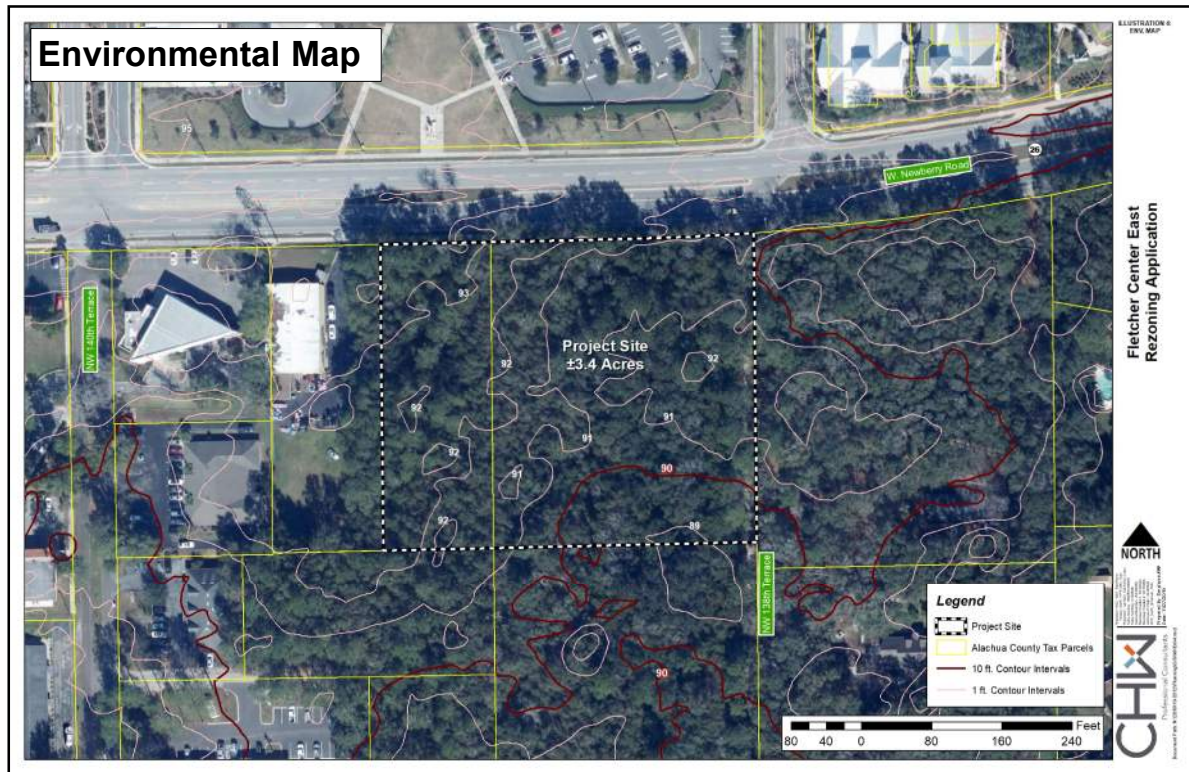 Environmental Map
ILLUSTRATION 6:
ENV. MAP
95
26
W. Newberry Road
Fletcher Center East
Rezoning Application
NW 140th Terrace
93
Project Site
±3.4 Acres
92
92
92
91
91
92
91
90
92
89
NW 138th Terrace
90
NORTH
Legend
Project Site
Alachua County Tax Parcels
10 ft. Contour Intervals
1 ft. Contour Intervals
CHW
Professional Consultants
Feet
80 40 0 80 160 240